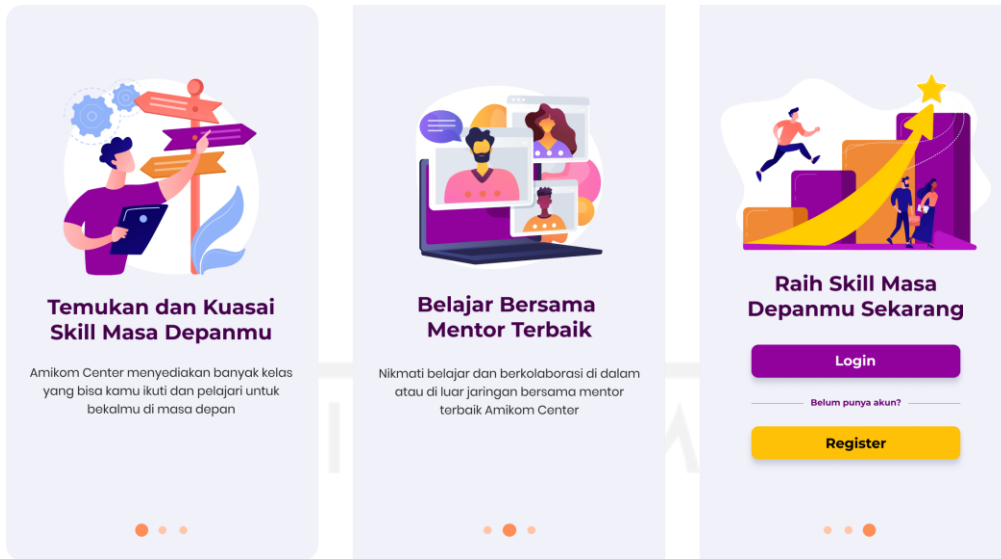 Temukan dan Kuasai
Skill Masa Depanmu
Amikom Center menyediakan banyak kelas
yang bisa kamu ikuti dan pelajari untuk
bekalmu di masa depan
Belajar Bersama
Mentor Terbaik
Nikmati belajar dan berkolaborasi di dalam
atau di luar jaringan bersama mentor
terbaik Amikom Center
Raih Skill Masa
Depanmu Sekarang
Login
Belum punya akun?
Register